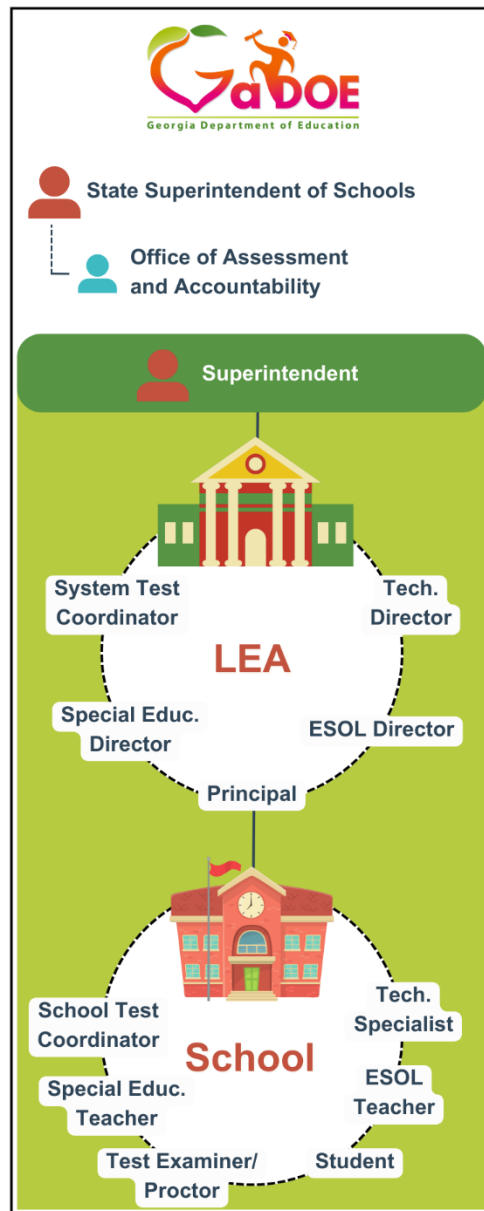 GaDOE
Georgia Department of Education
State Superintendent of Schools
Office of Assessment
and Accountability
Superintendent
System Test
Coordinator
Tech.
Director
LEA
Special Educ.
Director
ESOL Director
Principal
School Test
Coordinator
Tech.
Specialist
School
Special Educ.
Teacher
ESOL
Teacher
Test Examiner/
Proctor
Student